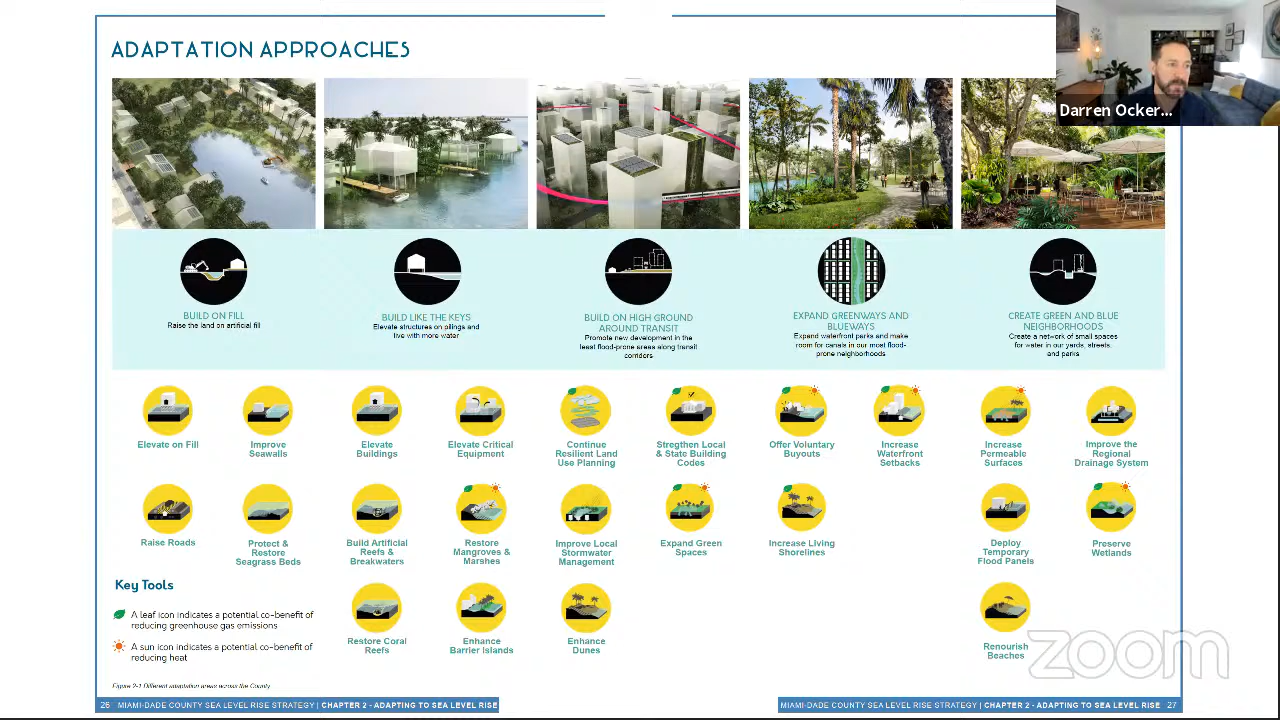 ADAPTATION APPROACHES
Darren Ocker...
BUILD ON FILL
Raise the land on artificial fill
BUILD LIKE THE KEYS
Elevate structures on pilings and
live with more water
BUILD ON HIGH GROUND
AROUND TRANSIT
Promote new development in the
least flood-prone areas along transit
corridors
EXPAND GREENWAYS AND
BLUEWAYS
Expand waterfront parks and make
room for canals in our most flood-
prone neighborhoods
CREATE GREEN AND BLUE
NEIGHBORHOODS
Create a network of small spaces
for water in our yards, streets,
and parks
Elevate on Fill
Improve
Seawalls
Elevate
Buildings
Elevate Critical
Equipment
Continue
Resilient Land
Use Planning
Stregthen Local
& State Building
Codes
Offer Voluntary
Buyouts
Increase
Waterfront
Setbacks
Increase
Permeable
Surfaces
Improve the
Regional
Drainage System
Raise Roads
Protect &
Restore
Seagrass Beds
Build Artificial
Reefs &
Breakwaters
Restore
Mangroves &
Marshes
Improve Local
Stormwater
Management
Expand Green
Spaces
Increase Living
Shorelines
Deploy
Temporary
Flood Panels
Preserve
Wetlands
Key Tools
A leaf icon indicates a potential co-benefit of
reducing greenhouse gas emissions
A sun icon indicates a potential co-benefit of
reducing heat
Restore Coral
Reefs
Enhance
Barrier Islands
Enhance
Dunes
Renourish
Beaches
zoom
Figure 2-1 Different adaptation areas across the County
26 MIAMI-DADE COUNTY SEA LEVEL RISE STRATEGY | CHAPTER 2 - ADAPTING TO SEA LEVEL RISE
MIAMI-DADE COUNTY SEA LEVEL RISE STRATEGY | CHAPTER 2 - ADAPTING TO SEA LEVEL RISE 27